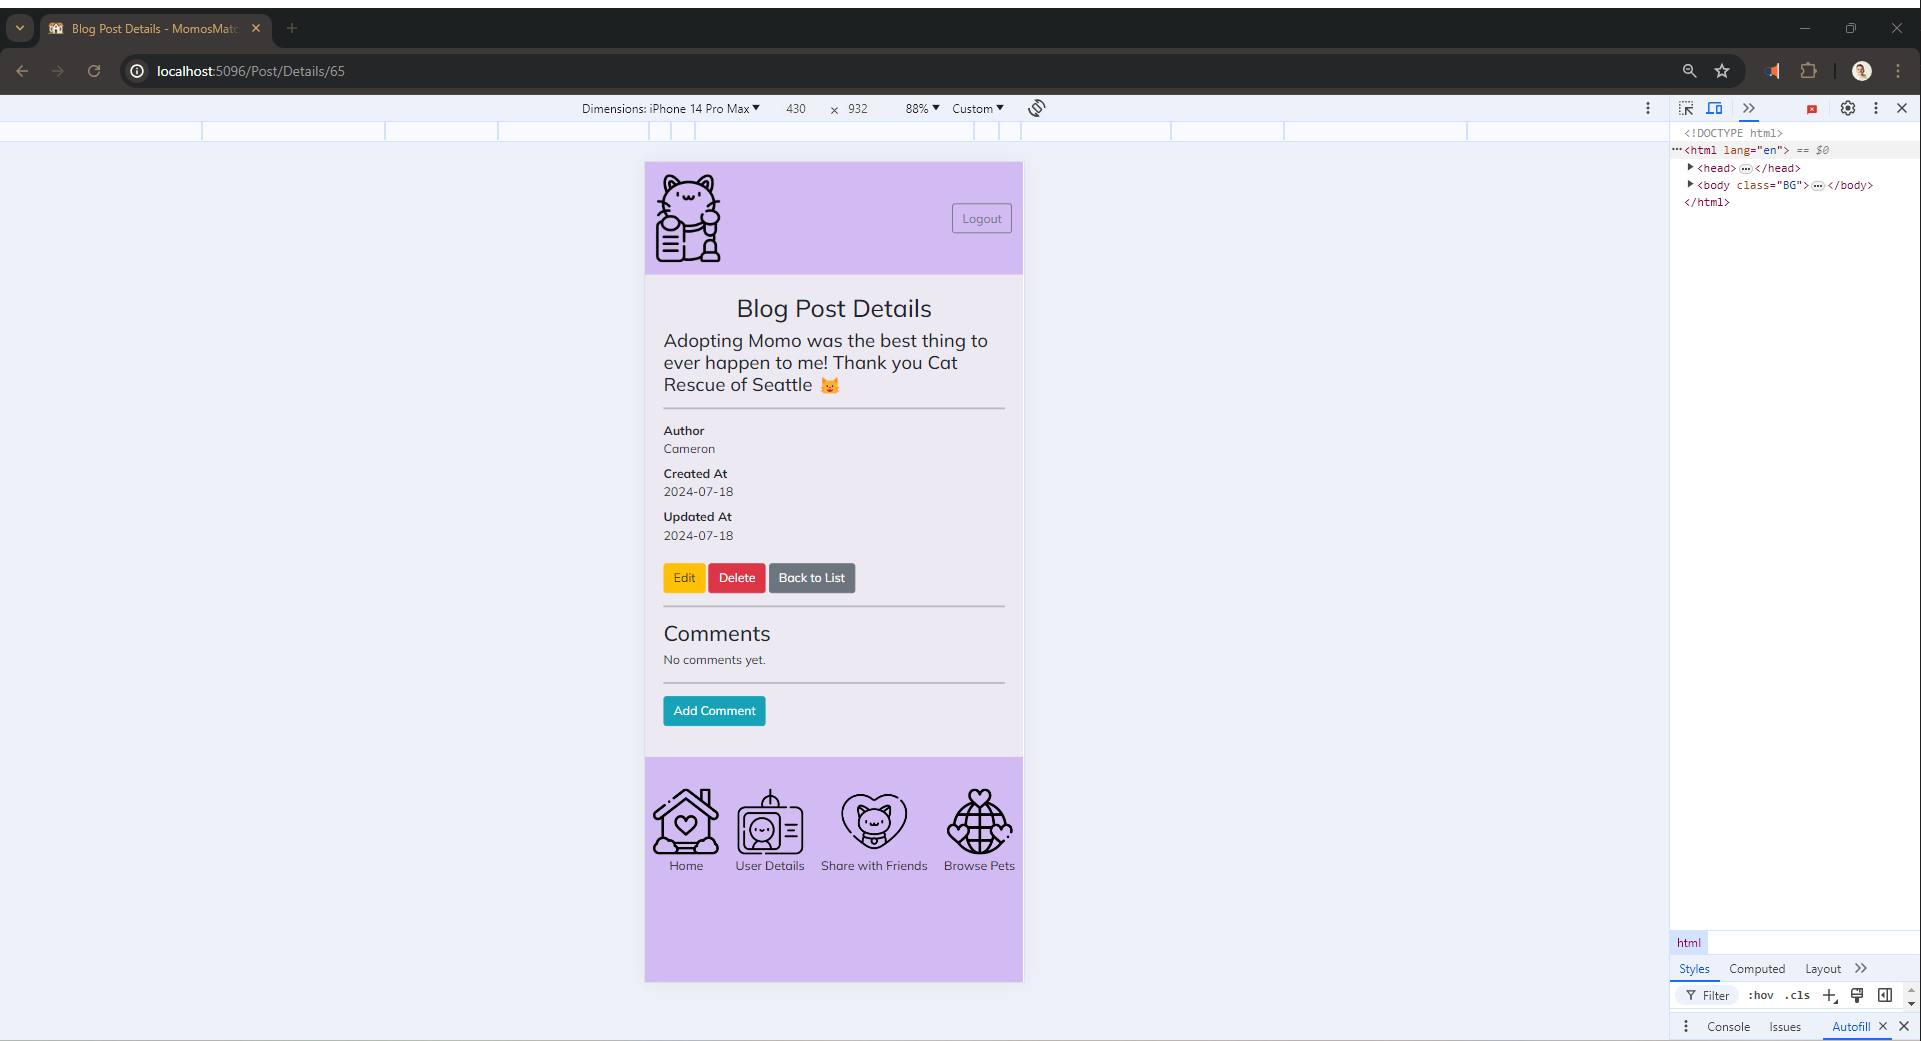 Blog Post Details - MomosMatc
localhost:5096/Post/Details/65
Dimensions: iPhone 14 Pro Max ▼ 430 × 932 88% ▼ Custom ▼
<!DOCTYPE html>
<html lang="en"> == $0
<head> ... </head>
<body class="BG"> ... </body>
</html>
Logout
Blog Post Details
Adopting Momo was the best thing to
ever happen to me! Thank you Cat
Rescue of Seattle 😺
Author
Cameron
Created At
2024-07-18
Updated At
2024-07-18
Edit Delete Back to List
Comments
No comments yet.
Add Comment
Home User Details Share with Friends Browse Pets
html
Styles Computed Layout
Filter :hov .cls
Console Issues Autofill